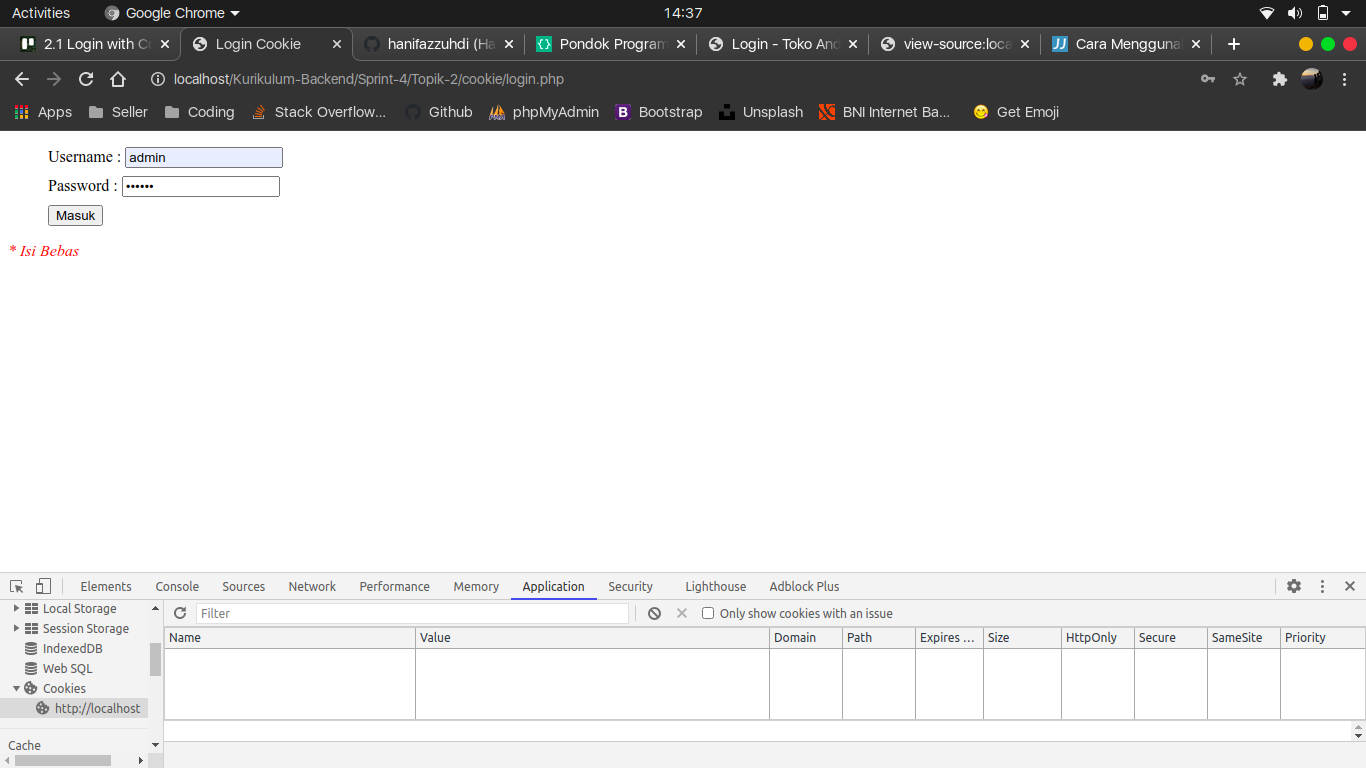 Activities Google Chrome 14:37
2.1 Login with Co Login Cookie hanifazzuhdi (Ha Pondok Program Login - Toko And view-source:loca Cara Menggunal
localhost/Kurikulum-Backend/Sprint-4/Topik-2/cookie/login.php
Apps Seller Coding Stack Overflow... Github phpMyAdmin Bootstrap Unsplash BNI Internet Ba... Get Emoji
Username : admin
Password : ••••••
Masuk
* Isi Bebas
Elements Console Sources Network Performance Memory Application Security Lighthouse Adblock Plus
Local Storage
Session Storage
IndexedDB
Web SQL
Cookies
http://localhost
Cache
Filter Only show cookies with an issue
Name Value Domain Path Expires ... Size HttpOnly Secure SameSite Priority